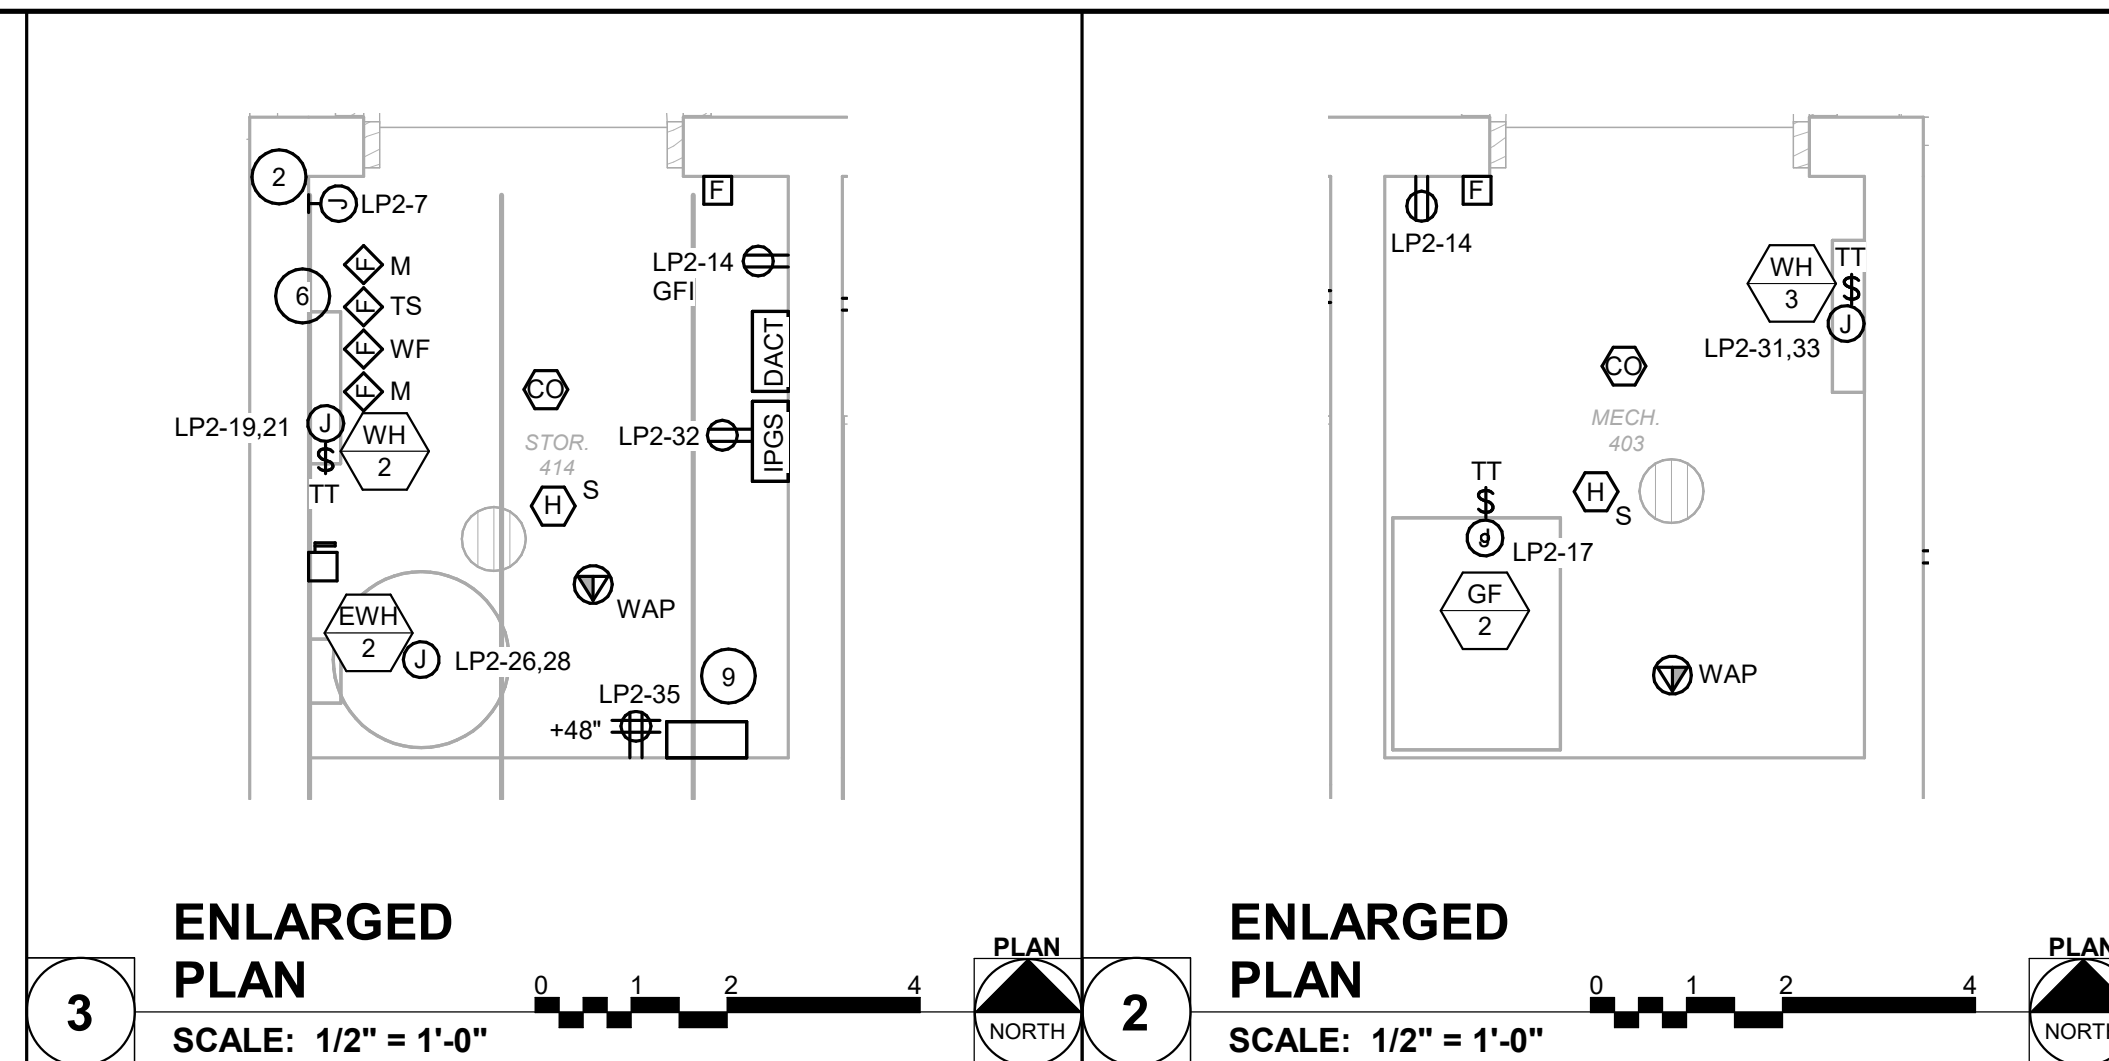 2
LP2-7
F
F M
6
F TS
F WF
F M
LP2-14
GFI
DACT
LP2-19,21
J
WH
2
$
TT
CO
STOR.
414
H
S
LP2-32
IPGS
WAP
EWH
2
J
LP2-26,28
LP2-35
+48"
9
ENLARGED
PLAN
3
SCALE: 1/2" = 1'-0"
0 1 2 4
PLAN
NORTH
F
LP2-14
WH
3
TT
$
J
LP2-31,33
CO
MECH.
403
TT
$
J
H
S
LP2-17
GF
2
WAP
ENLARGED
PLAN
2
SCALE: 1/2" = 1'-0"
0 1 2 4
PLAN
NORTH